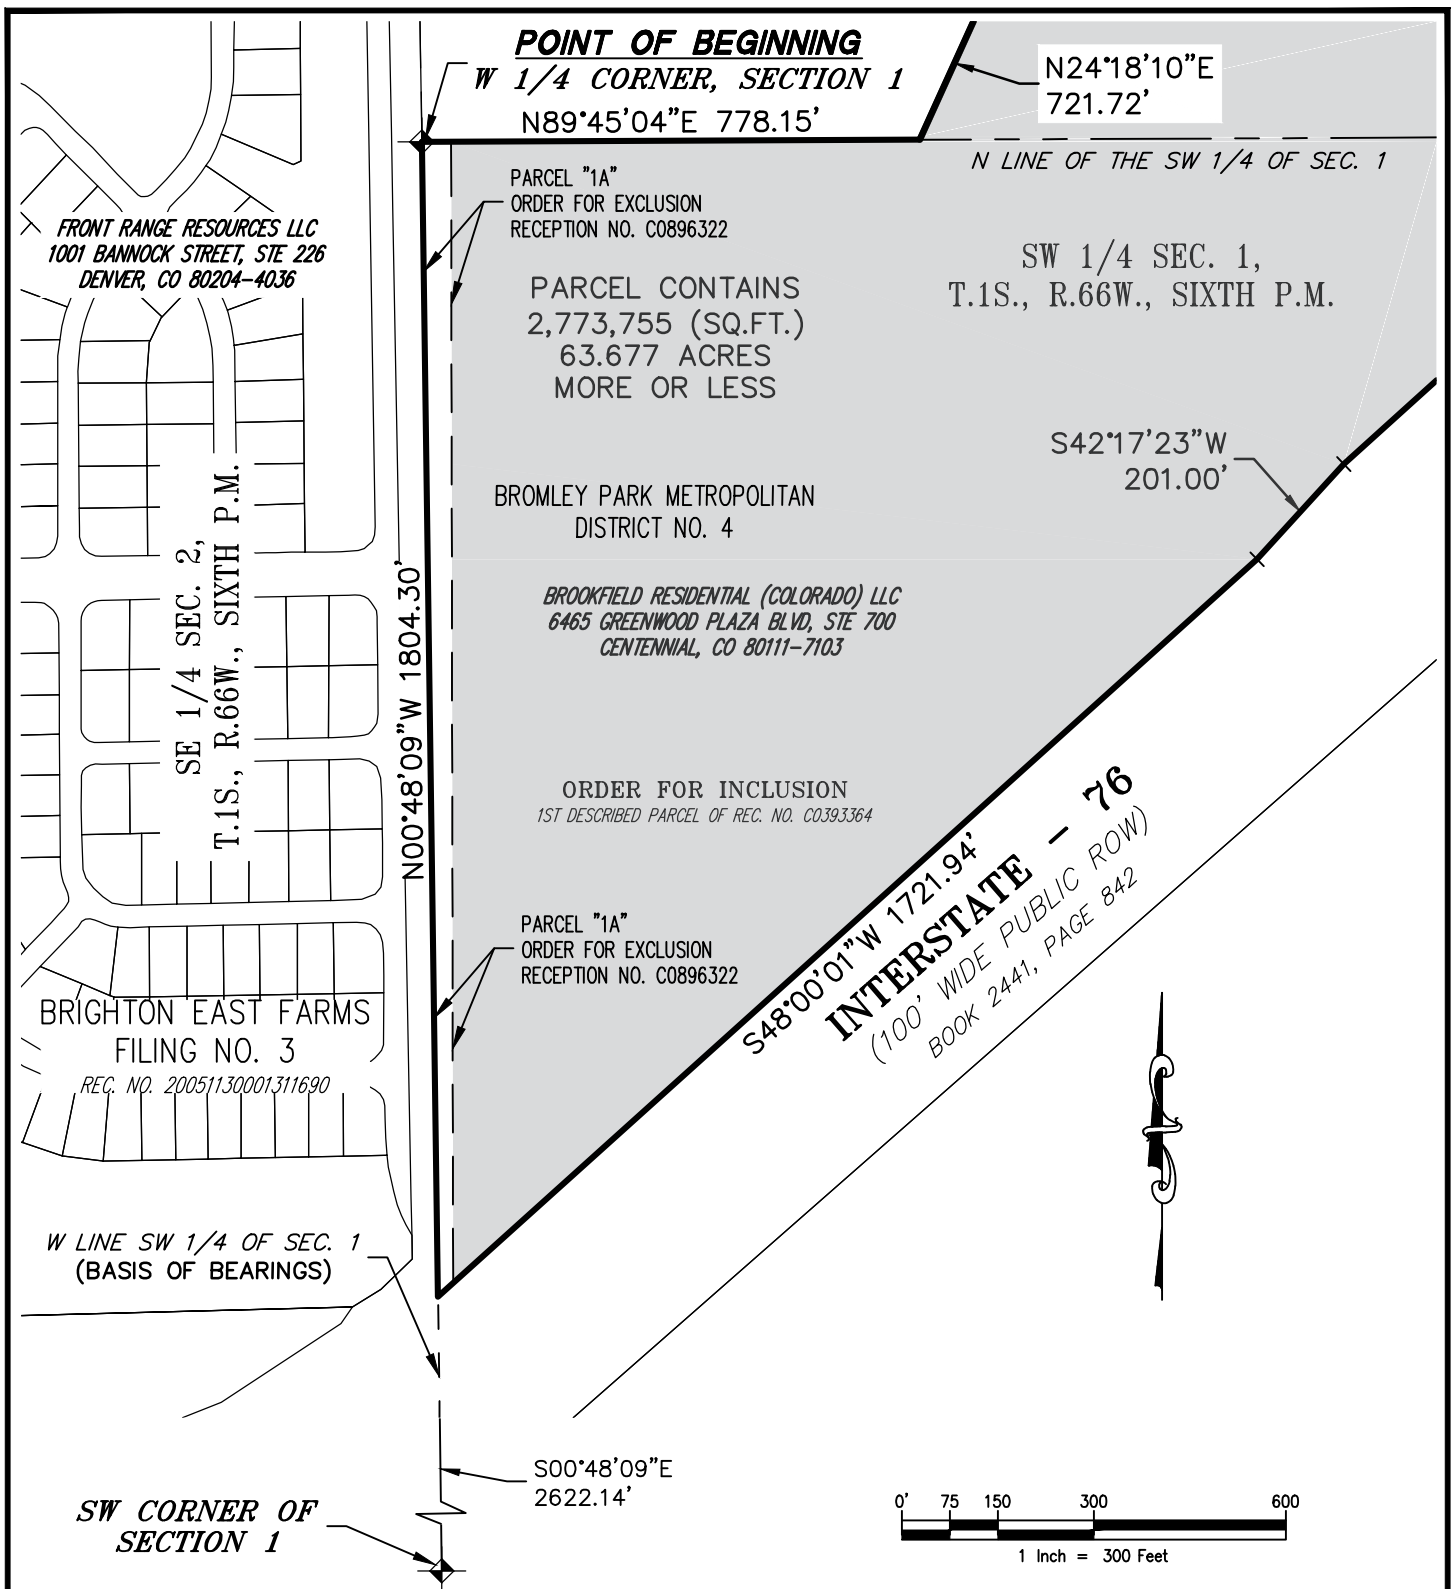 POINT OF BEGINNING
W 1/4 CORNER, SECTION 1
N89°45'04"E 778.15'
N24°18'10"E
721.72'
N LINE OF THE SW 1/4 OF SEC. 1
PARCEL "1A"
ORDER FOR EXCLUSION
RECEPTION NO. C0896322
FRONT RANGE RESOURCES LLC
1001 BANNOCK STREET, STE 226
DENVER, CO 80204-4036
SW 1/4 SEC. 1,
T.1S., R.66W., SIXTH P.M.
PARCEL CONTAINS
2,773,755 (SQ.FT.)
63.677 ACRES
MORE OR LESS
S42°17'23"W
201.00'
BROMLEY PARK METROPOLITAN
DISTRICT NO. 4
SE 1/4 SEC. 2,
T.1S., R.66W., SIXTH P.M.
N00°48'09"W 1804.30'
BROOKFIELD RESIDENTIAL (COLORADO) LLC
6465 GREENWOOD PLAZA BLVD, STE 700
CENTENNIAL, CO 80111-7103
ORDER FOR INCLUSION
1ST DESCRIBED PARCEL OF REC. NO. C0393364
S48°00'01"W 1721.94'
INTERSTATE - 76
(100' WIDE PUBLIC ROW)
BOOK 2441, PAGE 842
PARCEL "1A"
ORDER FOR EXCLUSION
RECEPTION NO. C0896322
BRIGHTON EAST FARMS
FILING NO. 3
REC. NO. 20051130001311690
W LINE SW 1/4 OF SEC. 1
(BASIS OF BEARINGS)
S00°48'09"E
2622.14'
SW CORNER OF
SECTION 1
0' 75 150 300 600
1 Inch = 300 Feet